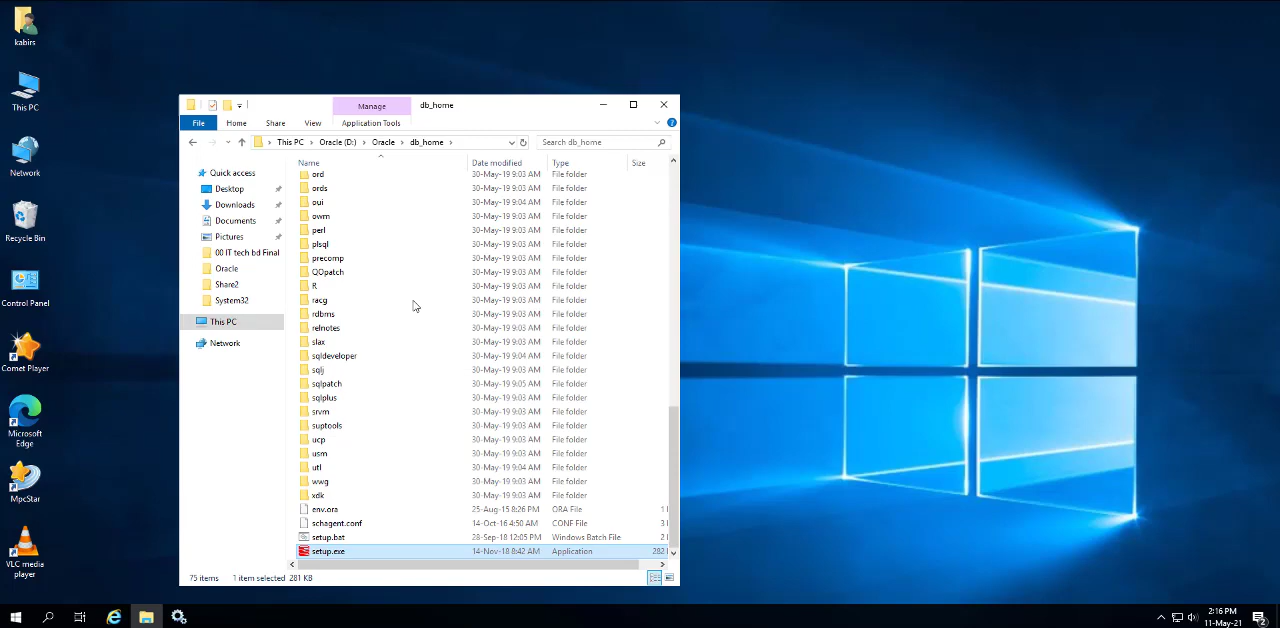 kabirs
This PC
Network
Recycle Bin
Control Panel
Comet Player
Microsoft
Edge
MpcStar
VLC media
player
Manage
db_home
File
Home
Share
View
Application Tools
This PC
Oracle (D:)
Oracle
db_home
Search db_home
Quick access
Desktop
Downloads
Documents
Pictures
00 IT tech bd Final
Oracle
Share2
System32
This PC
Network
Name Date modified Type Size
ord 30-May-19 9:03 AM File folder
ords 30-May-19 9:03 AM File folder
oui 30-May-19 9:04 AM File folder
owm 30-May-19 9:03 AM File folder
perl 30-May-19 9:03 AM File folder
plsql 30-May-19 9:03 AM File folder
precomp 30-May-19 9:03 AM File folder
QOpatch 30-May-19 9:03 AM File folder
R 30-May-19 9:03 AM File folder
racg 30-May-19 9:03 AM File folder
rdbms 30-May-19 9:03 AM File folder
relnotes 30-May-19 9:03 AM File folder
slax 30-May-19 9:03 AM File folder
sqldeveloper 30-May-19 9:04 AM File folder
sqlj 30-May-19 9:03 AM File folder
sqlpatch 30-May-19 9:05 AM File folder
sqlplus 30-May-19 9:03 AM File folder
srvm 30-May-19 9:03 AM File folder
suptools 30-May-19 9:03 AM File folder
ucp 30-May-19 9:03 AM File folder
usm 30-May-19 9:03 AM File folder
utl 30-May-19 9:04 AM File folder
wwg 30-May-19 9:03 AM File folder
xdk 30-May-19 9:03 AM File folder
env.ora 25-Aug-15 8:26 PM ORA File 1
schagent.conf 14-Oct-16 4:50 AM CONF File 3
setup.bat 28-Sep-18 12:05 PM Windows Batch File 2
setup.exe 14-Nov-18 8:42 AM Application 282
75 items 1 item selected 281 KB
2:16 PM
11-May-21
2